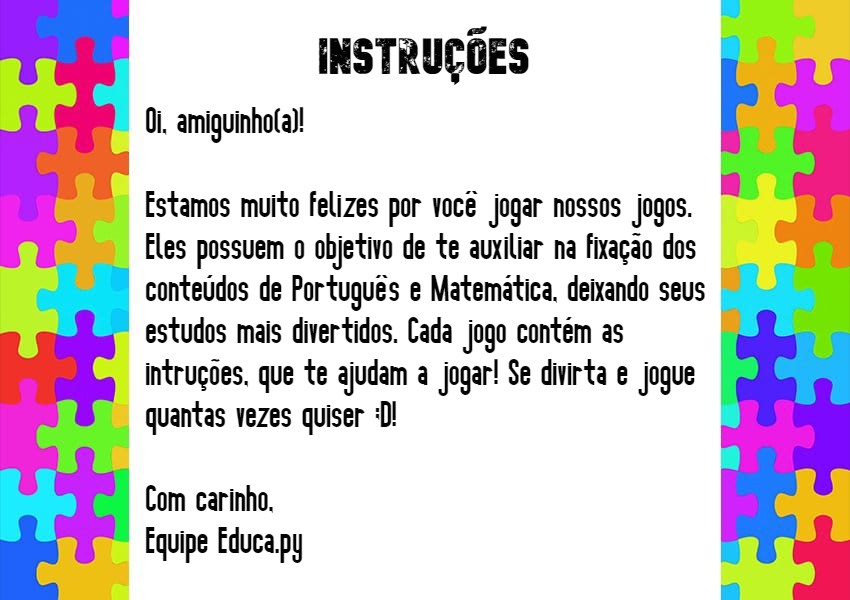 INSTRUÇÕES
Oi, amiguinho(a)!
Estamos muito felizes por você jogar nossos jogos.
Eles possuem o objetivo de te auxiliar na fixação dos
conteúdos de Português e Matemática, deixando seus
estudos mais divertidos. Cada jogo contém as
intruções, que te ajudam a jogar! Se divirta e jogue
quantas vezes quiser :D!
Com carinho,
Equipe Educa.py